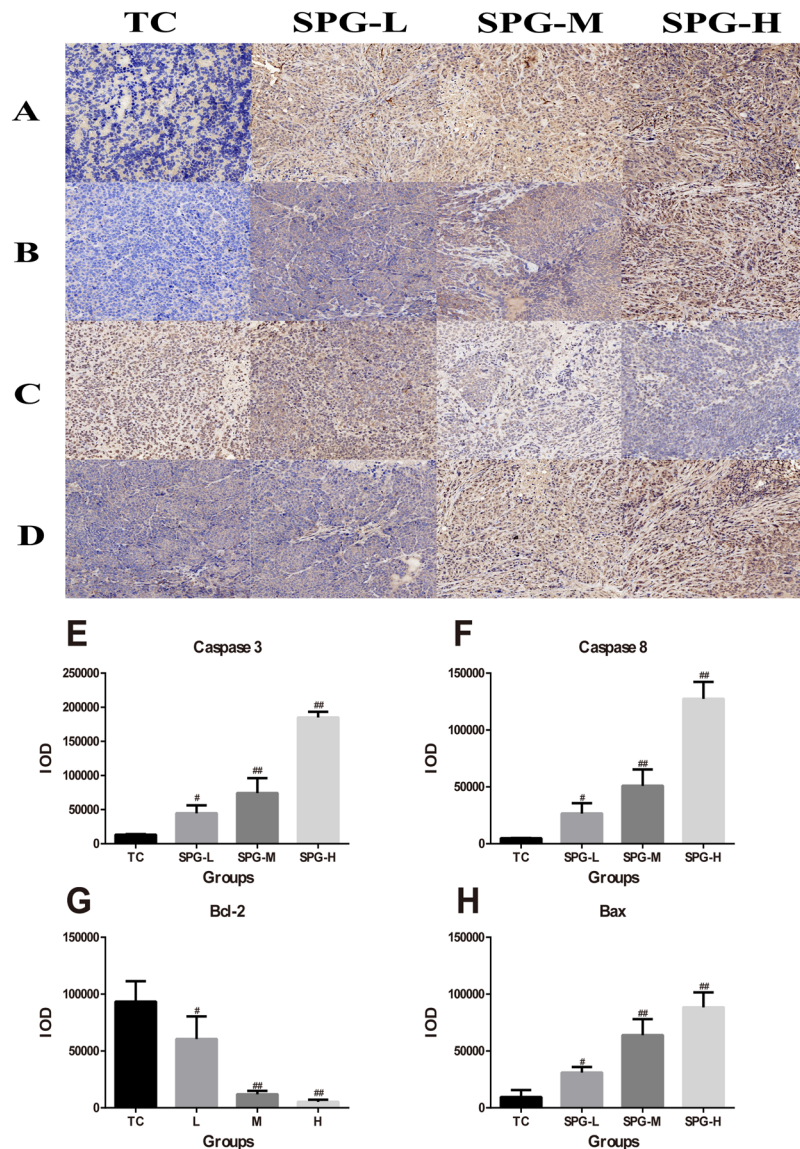 TC SPG-L SPG-M SPG-H
A
B
C
D
E
Caspase 3
250000
200000
150000
100000
50000
0
IOD
#
##
##
TC SPG-L SPG-M SPG-H
Groups
F
Caspase 8
150000
100000
50000
0
IOD
#
##
##
TC SPG-L SPG-M SPG-H
Groups
G
Bcl-2
150000
100000
50000
0
IOD
#
##
##
TC L M H
Groups
H
Bax
150000
100000
50000
0
IOD
#
##
##
TC SPG-L SPG-M SPG-H
Groups